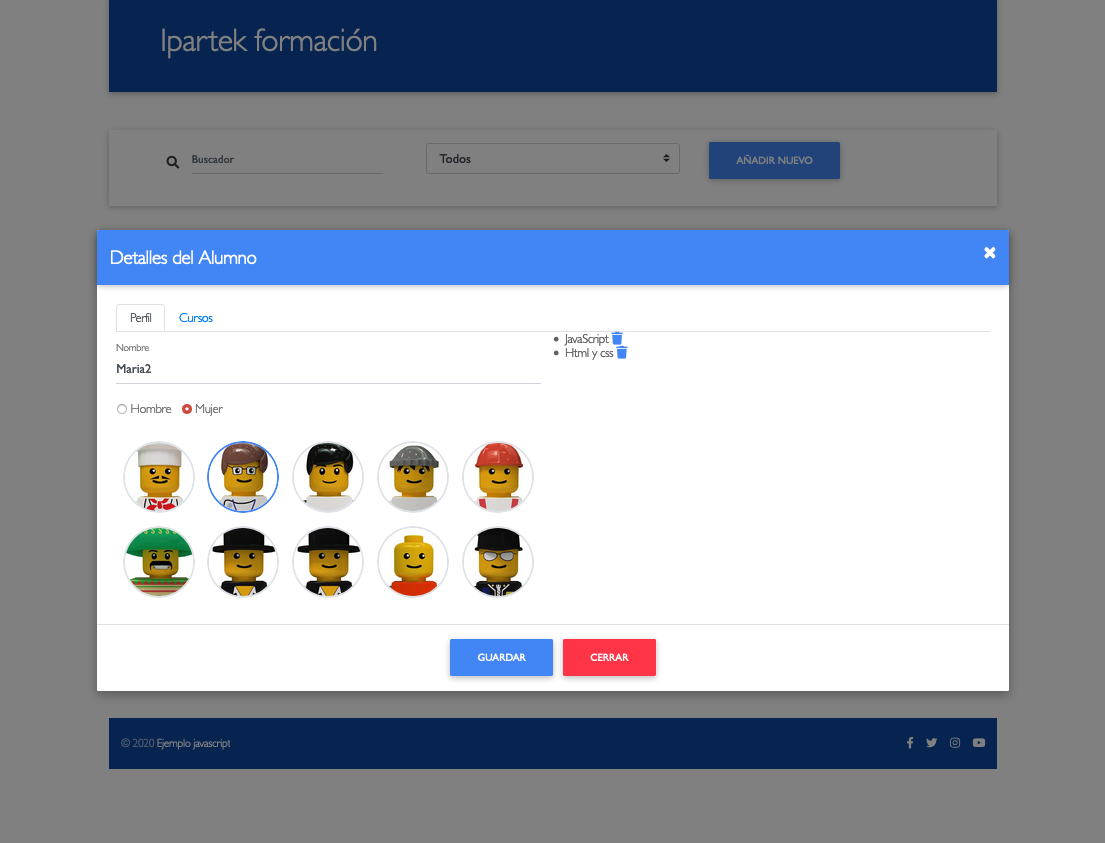 Ipartek formación
Buscador
Todos
AÑADIR NUEVO
Detalles del Alumno
Perfil
Cursos
Nombre
Maria2
Hombre
Mujer
JavaScript
Html y css
GUARDAR
CERRAR
© 2020 Ejemplo javascript